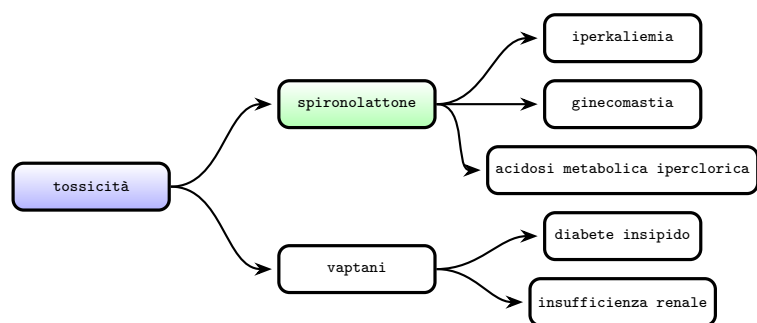 tossicità
spironolattone
iperkaliemia
ginecomastia
acidosi metabolica iperclorica
vaptani
diabete insipido
insufficienza renale